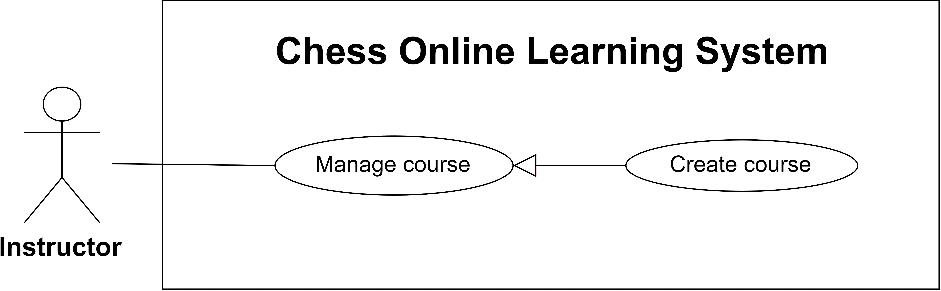 Chess Online Learning System
Manage course
Create course
Instructor